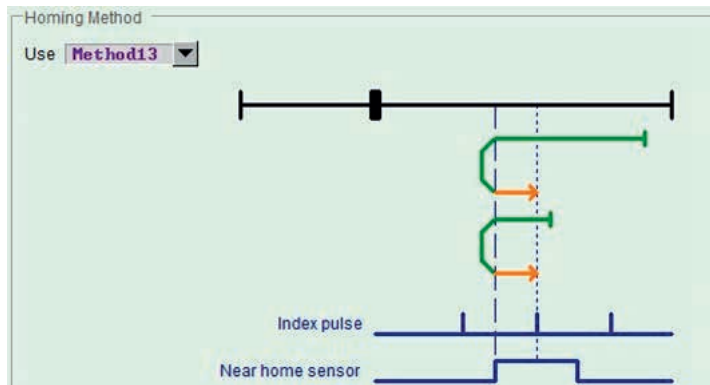 Homing Method
Use Method13
Index pulse
Near home sensor